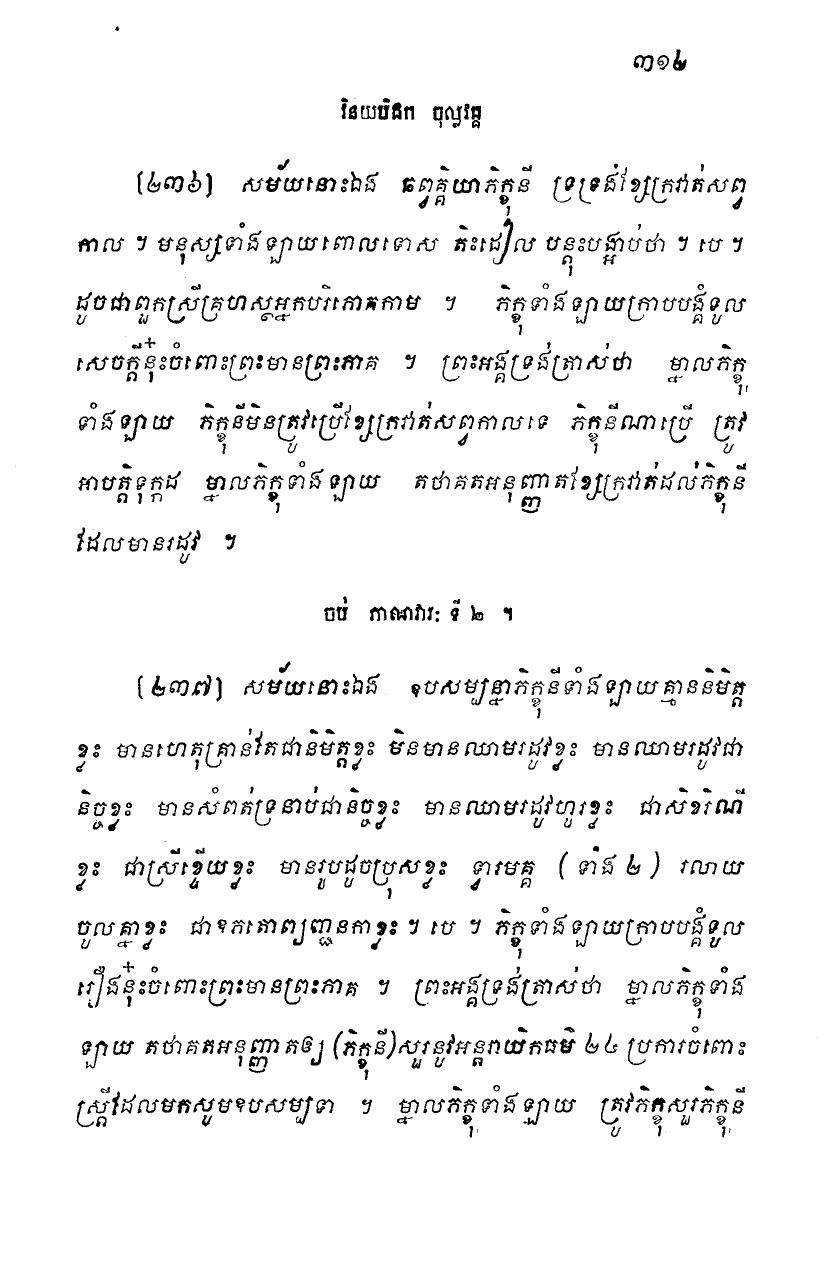 ៣១៤
វិនយបិដក ចុល្លវគ្គ
(២៣៦) សម័យនោះឯង ឆព្វគ្គិយាភិក្ខុនី ទ្រទ្រង់ខ្សែក្រវាត់សព្វ
កាល ។ មនុស្សទាំងឡាយពោលទោស តិះដៀល បន្តុះបង្អាប់ថា ។ បេ ។
ដូចជាពួកស្រីគ្រហស្ថអ្នកបរិភោគកាម ។ ភិក្ខុទាំងឡាយក្រាបបង្គំទូល
សេចក្តីនុ៎ះចំពោះព្រះមានព្រះភាគ ។ ព្រះអង្គទ្រង់ត្រាស់ថា ម្នាលភិក្ខុ
ទាំងឡាយ ភិក្ខុនីមិនត្រូវប្រើខ្សែក្រវាត់សព្វកាលទេ ភិក្ខុនីណាប្រើ ត្រូវ
អាបត្តិទុក្កដ ម្នាលភិក្ខុទាំងឡាយ តថាគតអនុញ្ញាតខ្សែក្រវាត់ដល់ភិក្ខុនី
ដែលមានរដូវ ។
ចប់ ភាណវារៈ ទី ២ ។
(២៣៧) សម័យនោះឯង ឧបសម្បន្នាភិក្ខុនីទាំងឡាយគ្មាននិមិត្ត
ខ្លះ មានហេតុគ្រាន់តែជានិមិត្តខ្លះ មិនមានឈាមរដូវខ្លះ មានឈាមរដូវជា
និច្ចខ្លះ មានសំពត់ទ្រនាប់ជានិច្ចខ្លះ មានឈាមរដូវហូរខ្លះ ជាសិខរិណី
ខ្លះ ជាស្រីខ្ទើយខ្លះ មានរូបដូចប្រុសខ្លះ ទ្វារមគ្គ (ទាំង ២) រលាយ
ចូលគ្នាខ្លះ ជាឧភតោព្យញ្ជនកាខ្លះ ។ បេ ។ ភិក្ខុទាំងឡាយក្រាបបង្គំទូល
រឿងនុ៎ះចំពោះព្រះមានព្រះភាគ ។ ព្រះអង្គទ្រង់ត្រាស់ថា ម្នាលភិក្ខុទាំង
ឡាយ តថាគតអនុញ្ញាតឲ្យ (ភិក្ខុនី) សួរនូវអន្តរាយិកធម៌ ២៤ ប្រការចំពោះ
ស្ត្រីដែលមកសូមឧបសម្បទា ។ ម្នាលភិក្ខុទាំងឡាយ ត្រូវភិក្ខុសួរភិក្ខុនី